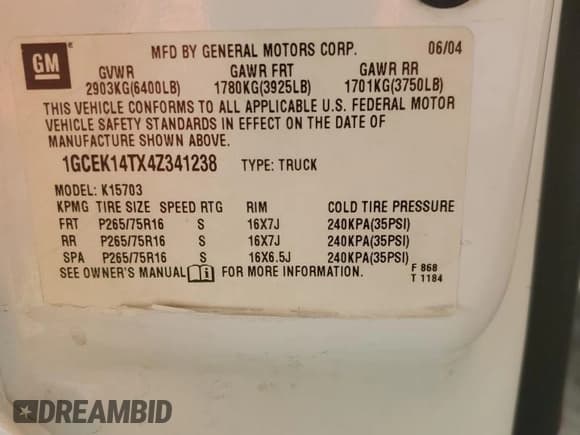 GM
MFD BY GENERAL MOTORS CORP. 06/04
GVWR GAWR FRT GAWR RR
2903KG(6400LB) 1780KG(3925LB) 1701KG(3750LB)
THIS VEHICLE CONFORMS TO ALL APPLICABLE U.S. FEDERAL MOTOR
VEHICLE SAFETY STANDARDS IN EFFECT ON THE DATE OF
MANUFACTURE SHOWN ABOVE.
1GCEK14TX4Z341238 TYPE: TRUCK
MODEL: K15703
KPMG TIRE SIZE SPEED RTG RIM COLD TIRE PRESSURE
FRT P265/75R16 S 16X7J 240KPA(35PSI)
RR P265/75R16 S 16X7J 240KPA(35PSI)
SPA P265/75R16 S 16X6.5J 240KPA(35PSI)
SEE OWNER'S MANUAL FOR MORE INFORMATION.
F 868
T 1184
DREAMBID